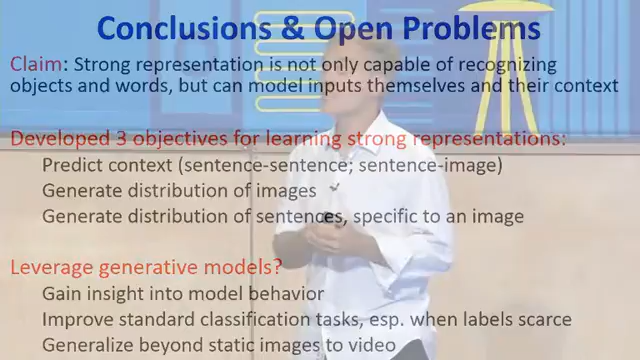 Conclusions & Open Problems
Claim: Strong representation is not only capable of recognizing
objects and words, but can model inputs themselves and their context
Developed 3 objectives for learning strong representations:
Predict context (sentence-sentence; sentence-image)
Generate distribution of images
Generate distribution of sentences, specific to an image
Leverage generative models?
Gain insight into model behavior
Improve standard classification tasks, esp. when labels scarce
Generalize beyond static images to video